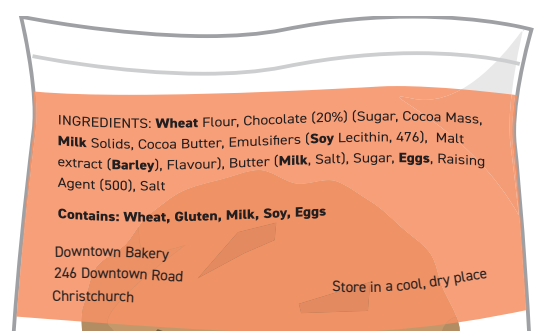 INGREDIENTS: Wheat Flour, Chocolate (20%) (Sugar, Cocoa Mass,
Milk Solids, Cocoa Butter, Emulsifiers (Soy Lecithin, 476), Malt
extract (Barley), Flavour), Butter (Milk, Salt), Sugar, Eggs, Raising
Agent (500), Salt
Contains: Wheat, Gluten, Milk, Soy, Eggs
Downtown Bakery
246 Downtown Road
Christchurch
Store in a cool, dry place